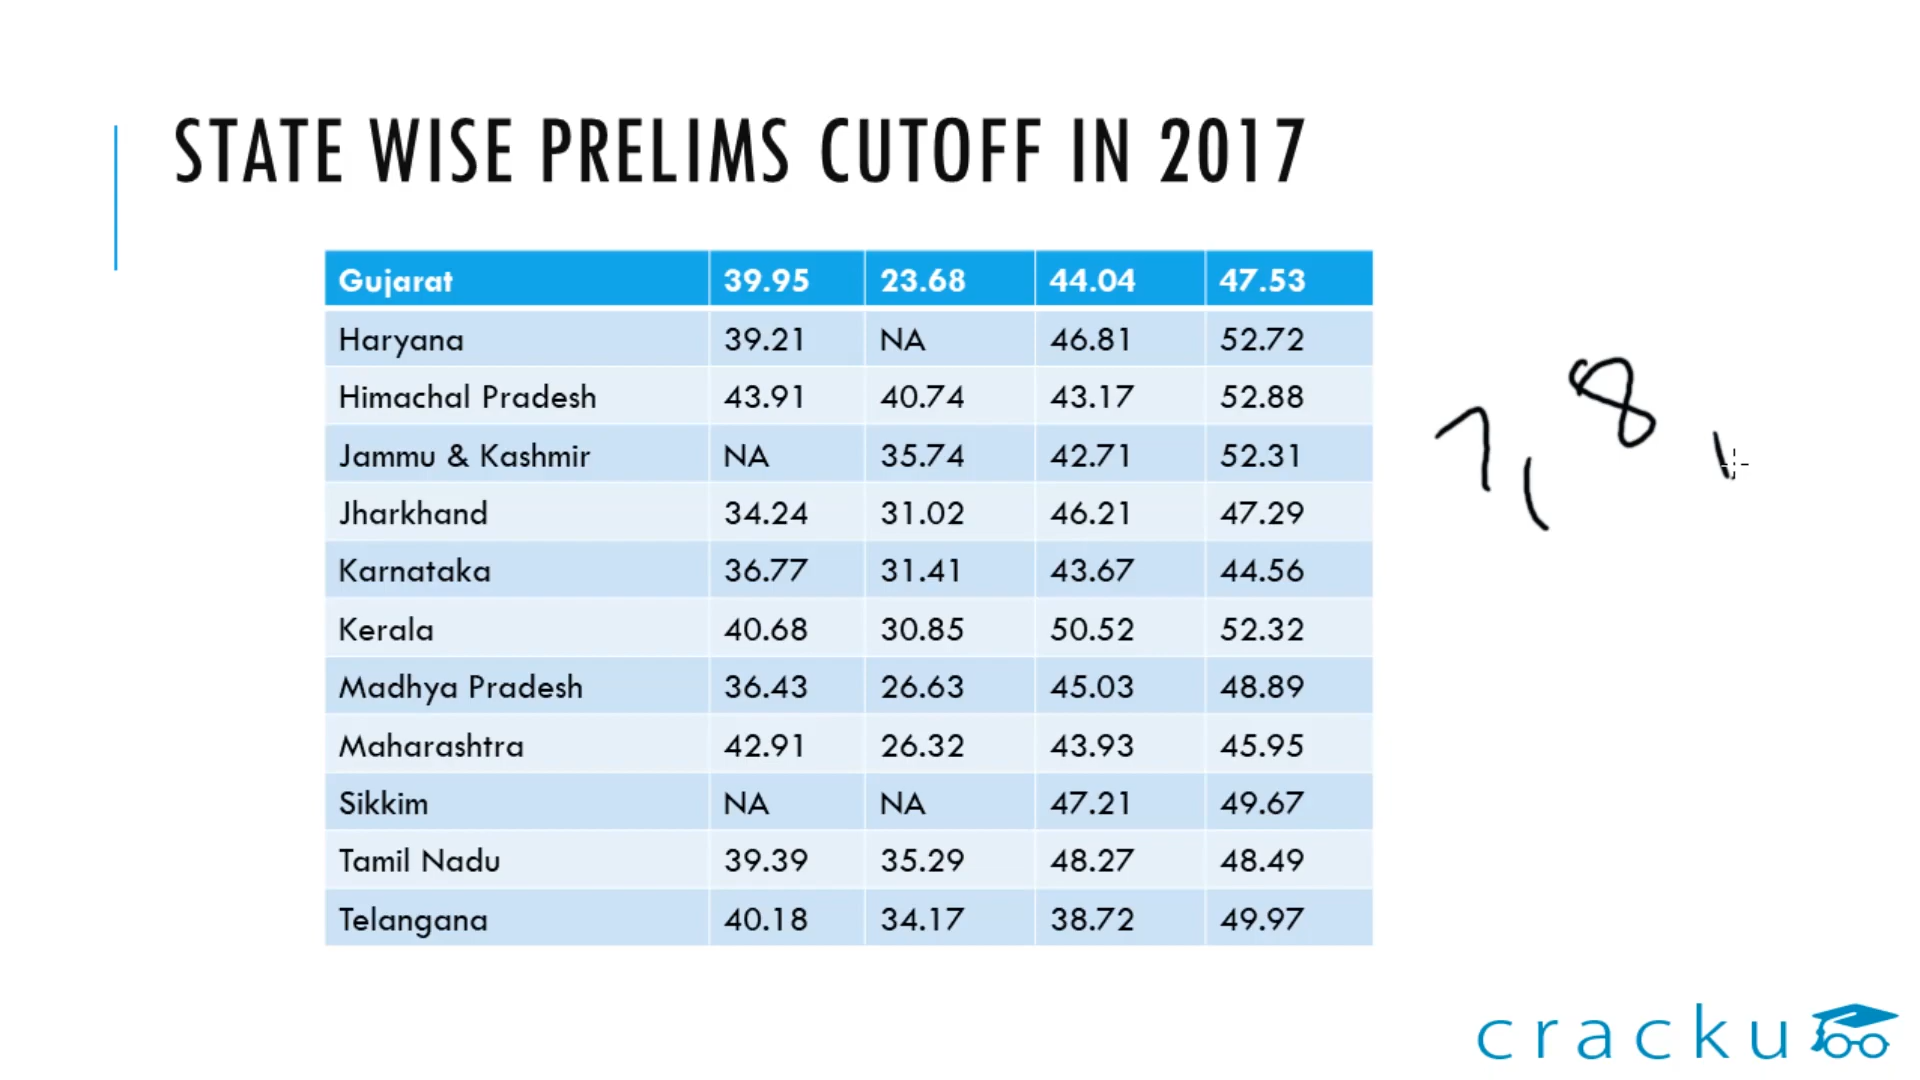 STATE WISE PRELIMS CUTOFF IN 2017
Gujarat 39.95 23.68 44.04 47.53
Haryana 39.21 NA 46.81 52.72
Himachal Pradesh 43.91 40.74 43.17 52.88
Jammu & Kashmir NA 35.74 42.71 52.31
Jharkhand 34.24 31.02 46.21 47.29
Karnataka 36.77 31.41 43.67 44.56
Kerala 40.68 30.85 50.52 52.32
Madhya Pradesh 36.43 26.63 45.03 48.89
Maharashtra 42.91 26.32 43.93 45.95
Sikkim NA NA 47.21 49.67
Tamil Nadu 39.39 35.29 48.27 48.49
Telangana 40.18 34.17 38.72 49.97
7, 8,
cracku